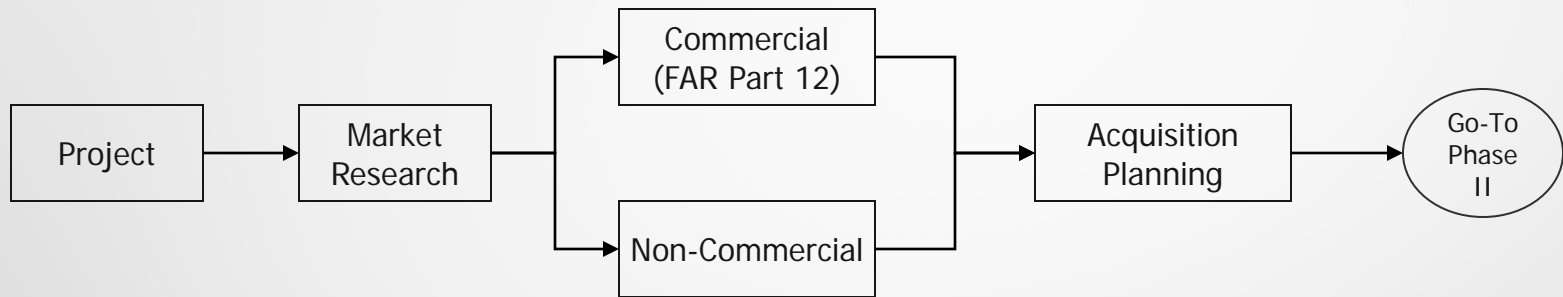 Project
Market
Research
Commercial
(FAR Part 12)
Non-Commercial
Acquisition
Planning
Go-To
Phase
II